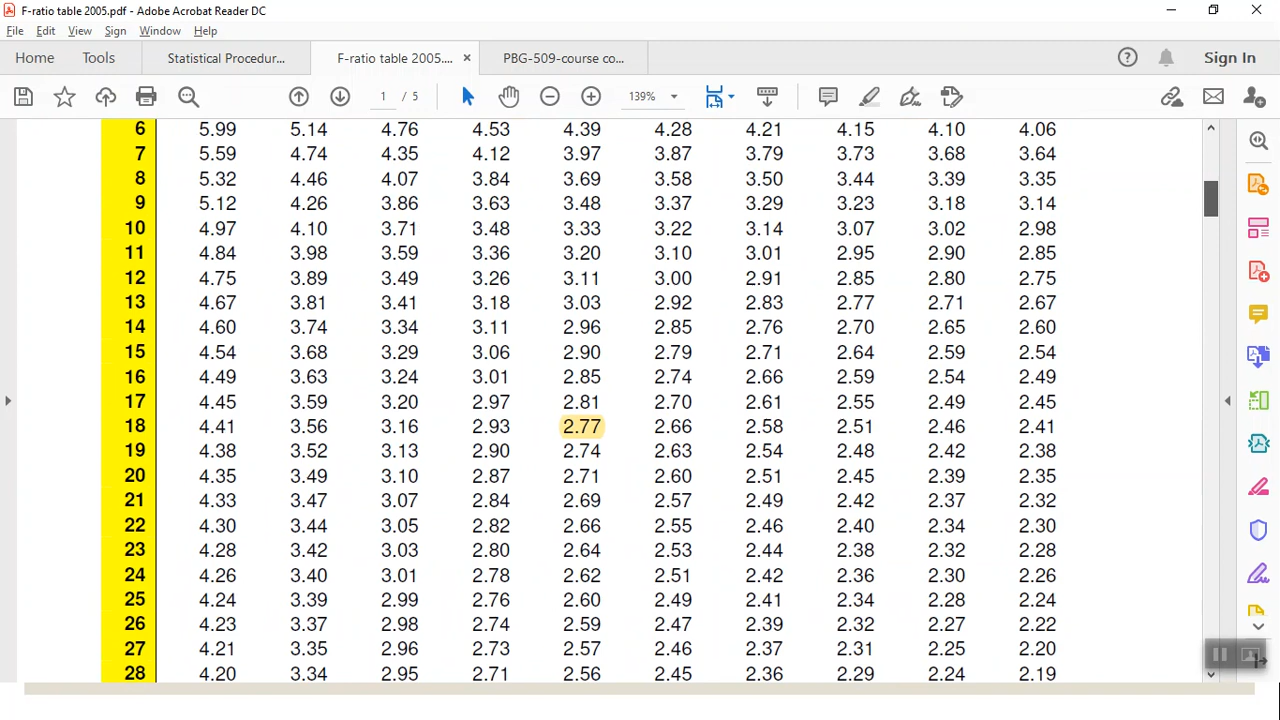 F-ratio table 2005.pdf - Adobe Acrobat Reader DC
File Edit View Sign Window Help
Home Tools Statistical Procedur... F-ratio table 2005.... × PBG-509-course co... Sign In
1 / 5 139%
6 5.99 5.14 4.76 4.53 4.39 4.28 4.21 4.15 4.10 4.06
7 5.59 4.74 4.35 4.12 3.97 3.87 3.79 3.73 3.68 3.64
8 5.32 4.46 4.07 3.84 3.69 3.58 3.50 3.44 3.39 3.35
9 5.12 4.26 3.86 3.63 3.48 3.37 3.29 3.23 3.18 3.14
10 4.97 4.10 3.71 3.48 3.33 3.22 3.14 3.07 3.02 2.98
11 4.84 3.98 3.59 3.36 3.20 3.10 3.01 2.95 2.90 2.85
12 4.75 3.89 3.49 3.26 3.11 3.00 2.91 2.85 2.80 2.75
13 4.67 3.81 3.41 3.18 3.03 2.92 2.83 2.77 2.71 2.67
14 4.60 3.74 3.34 3.11 2.96 2.85 2.76 2.70 2.65 2.60
15 4.54 3.68 3.29 3.06 2.90 2.79 2.71 2.64 2.59 2.54
16 4.49 3.63 3.24 3.01 2.85 2.74 2.66 2.59 2.54 2.49
17 4.45 3.59 3.20 2.97 2.81 2.70 2.61 2.55 2.49 2.45
18 4.41 3.56 3.16 2.93 2.77 2.66 2.58 2.51 2.46 2.41
19 4.38 3.52 3.13 2.90 2.74 2.63 2.54 2.48 2.42 2.38
20 4.35 3.49 3.10 2.87 2.71 2.60 2.51 2.45 2.39 2.35
21 4.33 3.47 3.07 2.84 2.69 2.57 2.49 2.42 2.37 2.32
22 4.30 3.44 3.05 2.82 2.66 2.55 2.46 2.40 2.34 2.30
23 4.28 3.42 3.03 2.80 2.64 2.53 2.44 2.38 2.32 2.28
24 4.26 3.40 3.01 2.78 2.62 2.51 2.42 2.36 2.30 2.26
25 4.24 3.39 2.99 2.76 2.60 2.49 2.41 2.34 2.28 2.24
26 4.23 3.37 2.98 2.74 2.59 2.47 2.39 2.32 2.27 2.22
27 4.21 3.35 2.96 2.73 2.57 2.46 2.37 2.31 2.25 2.20
28 4.20 3.34 2.95 2.71 2.56 2.45 2.36 2.29 2.24 2.19